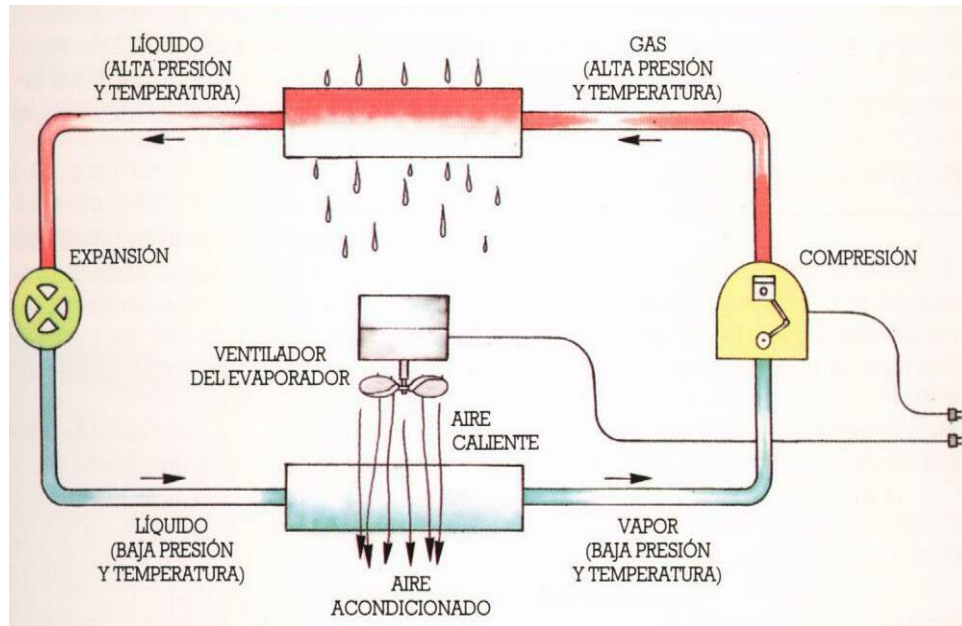 LÍQUIDO
(ALTA PRESIÓN
Y TEMPERATURA)
GAS
(ALTA PRESIÓN
Y TEMPERATURA)
EXPANSIÓN
COMPRESIÓN
VENTILADOR
DEL EVAPORADOR
AIRE
CALIENTE
LÍQUIDO
(BAJA PRESIÓN
Y TEMPERATURA)
VAPOR
(BAJA PRESIÓN
Y TEMPERATURA)
AIRE
ACONDICIONADO